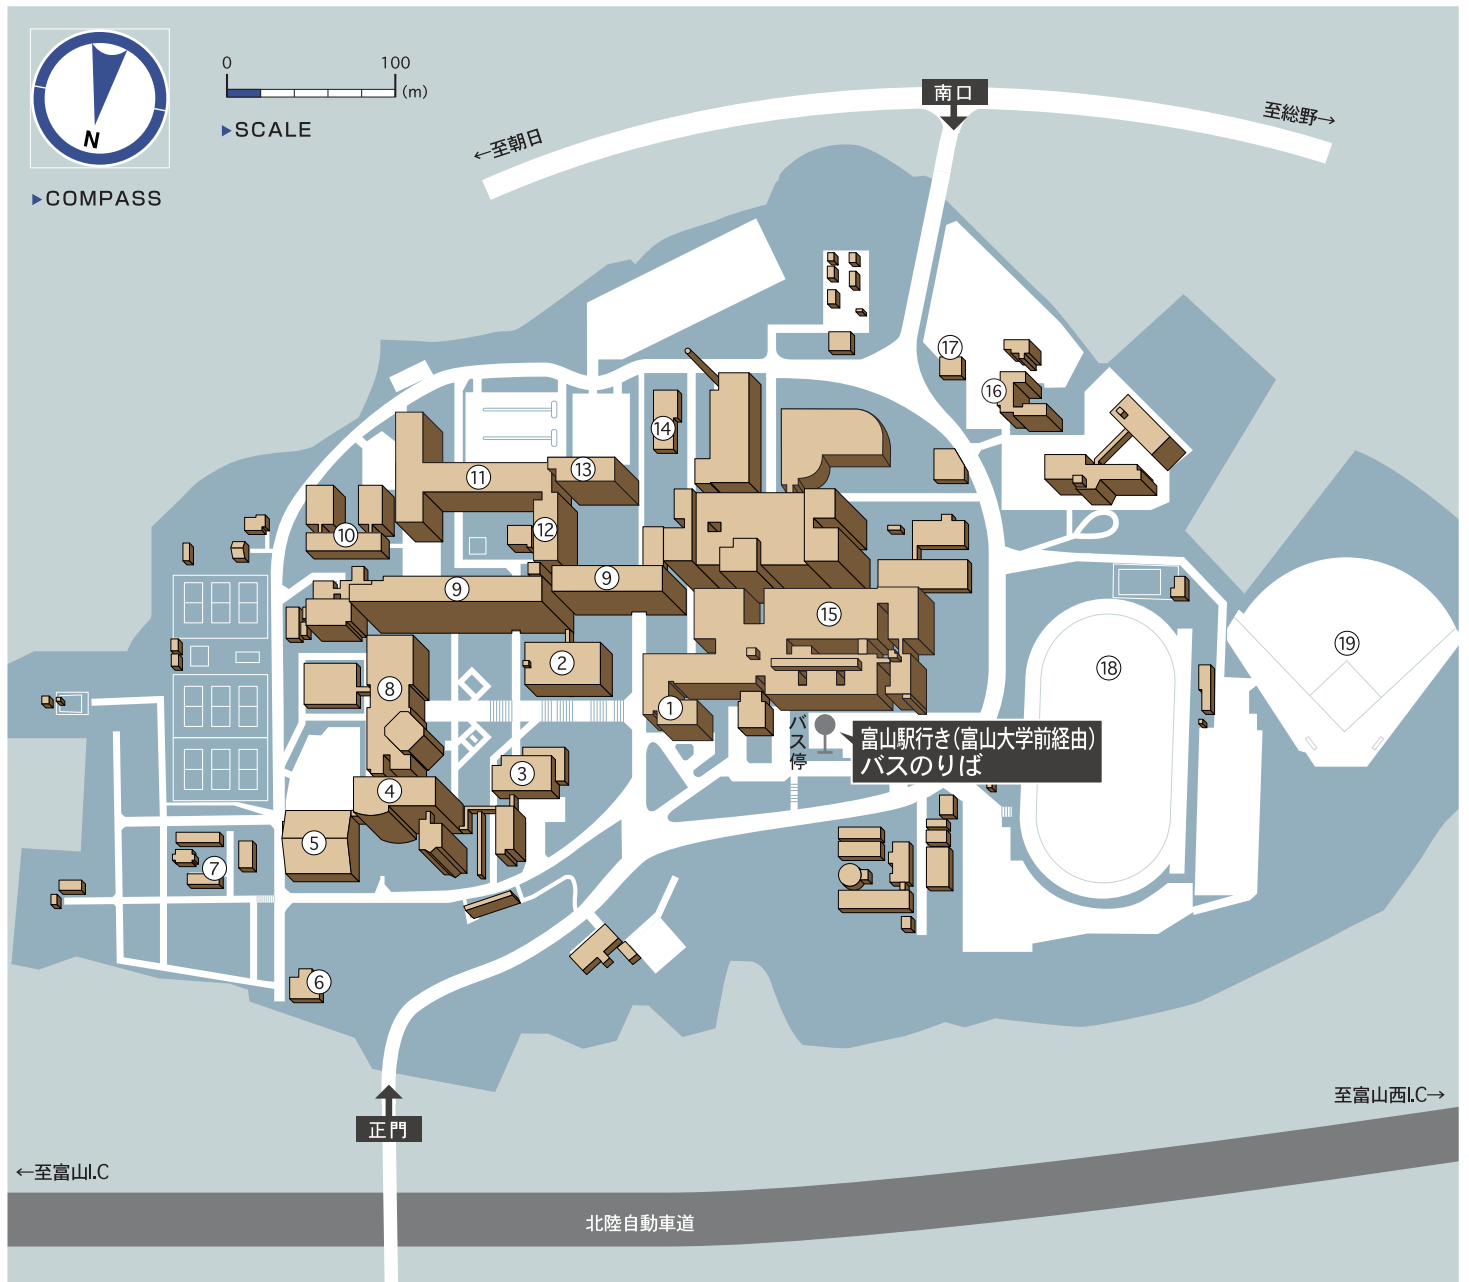 0 100
(m)
▶SCALE
N
▶COMPASS
南口
←至朝日
至総野→
⑰
⑯
⑭
⑬
⑪
⑫
⑩
⑨
⑨
⑮
②
⑱
⑲
⑧
①
バス停
富山駅行き(富山大学前経由)
バスのりば
③
④
⑤
⑦
⑥
至富山西I.C→
正門
←至富山I.C
北陸自動車道